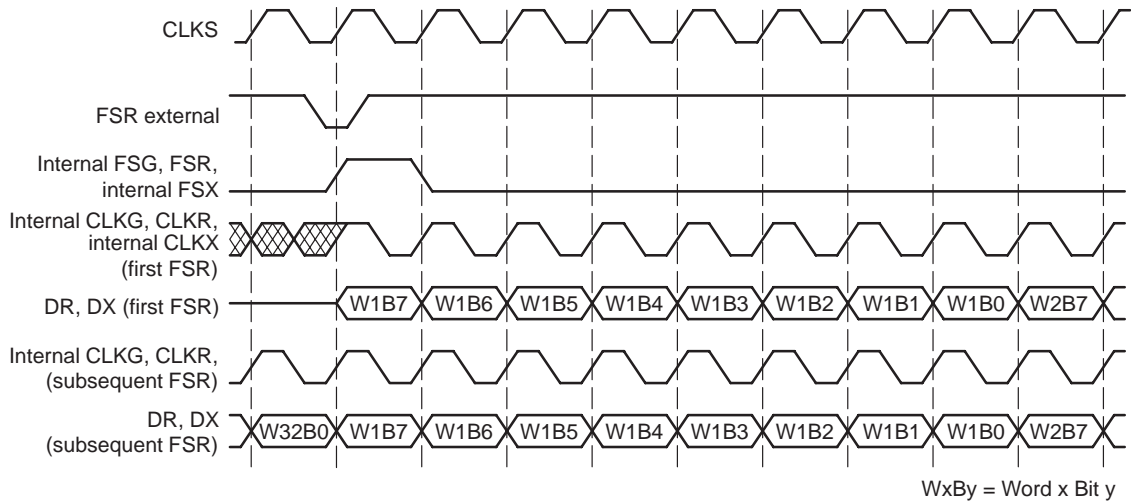 CLKS
FSR external
Internal FSG, FSR,
internal FSX
Internal CLKG, CLKR,
internal CLKX
(first FSR)
DR, DX (first FSR)
W1B7 W1B6 W1B5 W1B4 W1B3 W1B2 W1B1 W1B0 W2B7
Internal CLKG, CLKR,
(subsequent FSR)
DR, DX
(subsequent FSR)
W32B0 W1B7 W1B6 W1B5 W1B4 W1B3 W1B2 W1B1 W1B0 W2B7
WxBy = Word x Bit y